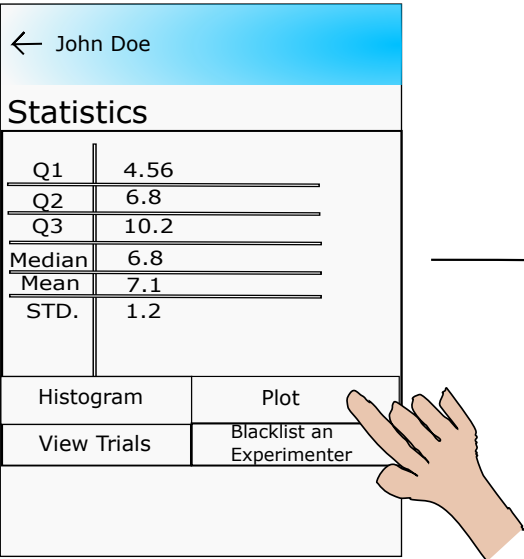 John Doe
Statistics
Q1 4.56
Q2 6.8
Q3 10.2
Median 6.8
Mean 7.1
STD. 1.2
Histogram Plot
View Trials Blacklist an
Experimenter